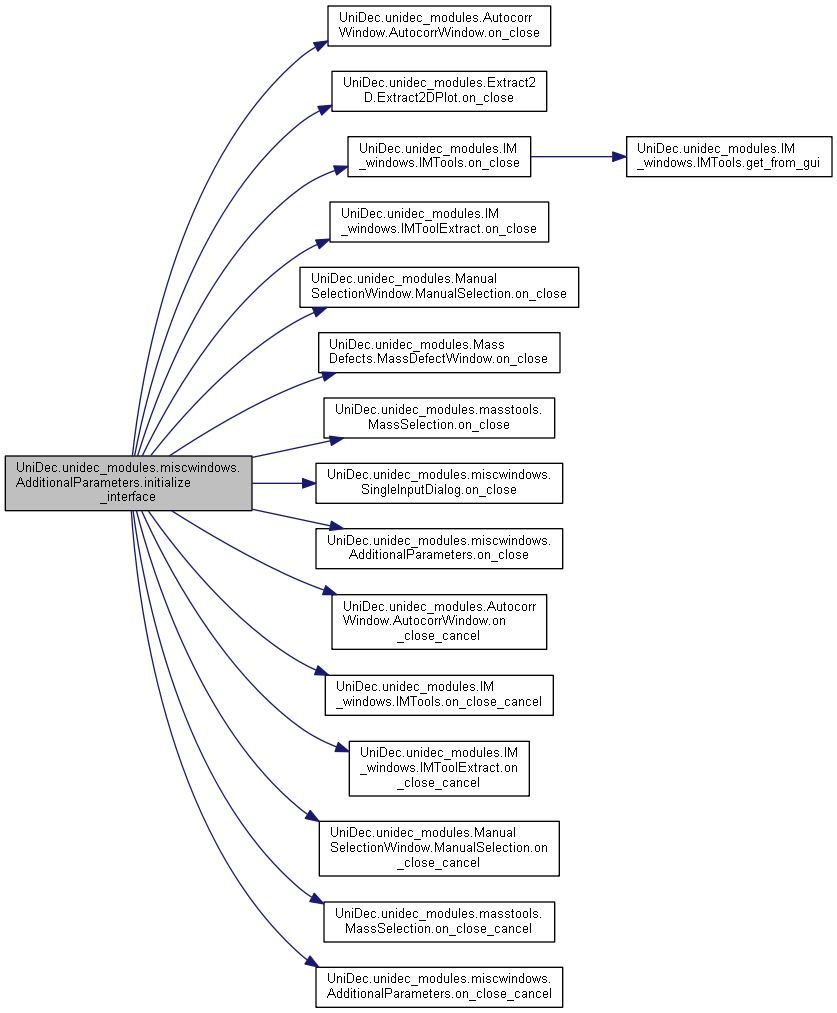 UniDec.unidec_modules.Autocorr
Window.AutocorrWindow.on_close
UniDec.unidec_modules.Extract2
D.Extract2DPlot.on_close
UniDec.unidec_modules.IM
_windows.IMTools.on_close
UniDec.unidec_modules.IM
_windows.IMTools.get_from_gui
UniDec.unidec_modules.IM
_windows.IMToolExtract.on_close
UniDec.unidec_modules.Manual
SelectionWindow.ManualSelection.on_close
UniDec.unidec_modules.Mass
Defects.MassDefectWindow.on_close
UniDec.unidec_modules.masstools.
MassSelection.on_close
UniDec.unidec_modules.miscwindows.
AdditionalParameters.initialize
_interface
UniDec.unidec_modules.miscwindows.
SingleInputDialog.on_close
UniDec.unidec_modules.miscwindows.
AdditionalParameters.on_close
UniDec.unidec_modules.Autocorr
Window.AutocorrWindow.on
_close_cancel
UniDec.unidec_modules.IM
_windows.IMTools.on_close_cancel
UniDec.unidec_modules.IM
_windows.IMToolExtract.on
_close_cancel
UniDec.unidec_modules.Manual
SelectionWindow.ManualSelection.on
_close_cancel
UniDec.unidec_modules.masstools.
MassSelection.on_close_cancel
UniDec.unidec_modules.miscwindows.
AdditionalParameters.on_close_cancel